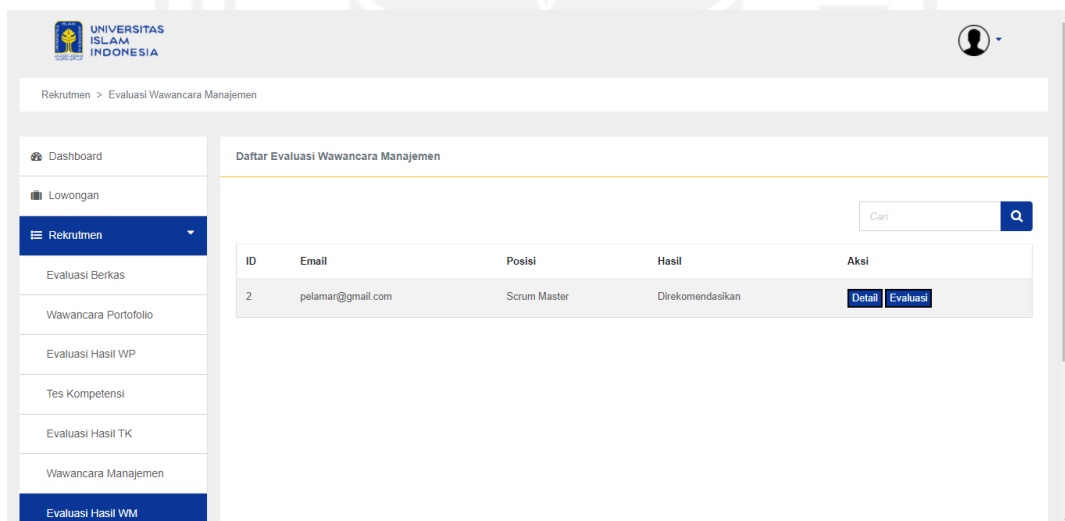 UNIVERSITAS
ISLAM
INDONESIA
Rekrutmen > Evaluasi Wawancara Manajemen
Dashboard
Lowongan
Rekrutmen
Evaluasi Berkas
Wawancara Portofolio
Evaluasi Hasil WP
Tes Kompetensi
Evaluasi Hasil TK
Wawancara Manajemen
Evaluasi Hasil WM
Daftar Evaluasi Wawancara Manajemen
Cari
ID Email Posisi Hasil Aksi
2 pelamar@gmail.com Scrum Master Direkomendasikan Detail Evaluasi